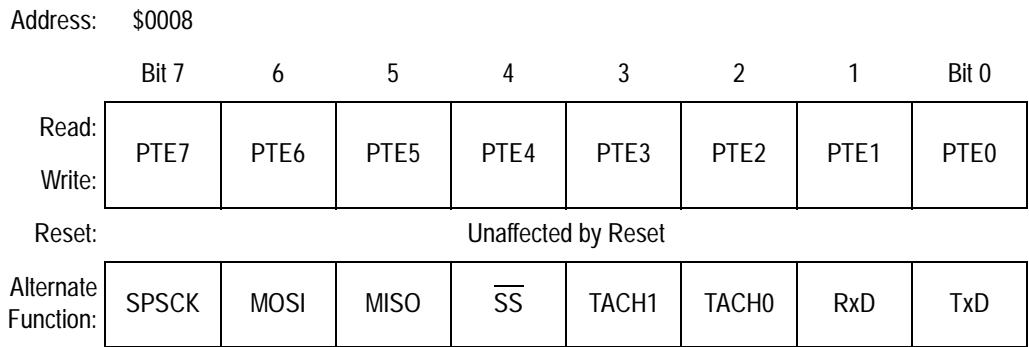 Address: $0008
Bit 7 6 5 4 3 2 1 Bit 0
Read:
PTE7 PTE6 PTE5 PTE4 PTE3 PTE2 PTE1 PTE0
Write:
Reset: Unaffected by Reset
Alternate
Function: SPSCK MOSI MISO S̅S̅ TACH1 TACH0 RxD TxD